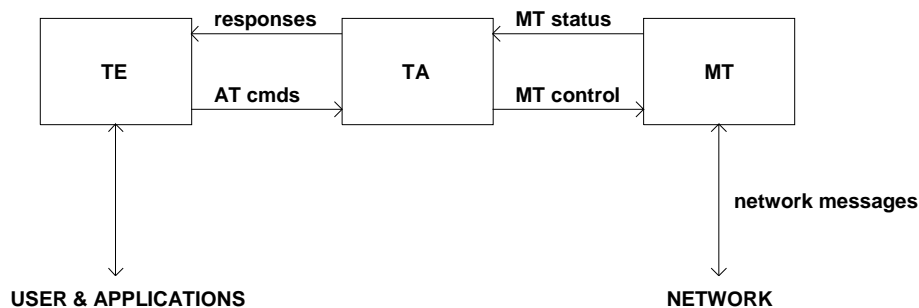 responses
MT status
TE
TA
MT
AT cmds
MT control
network messages
USER & APPLICATIONS
NETWORK